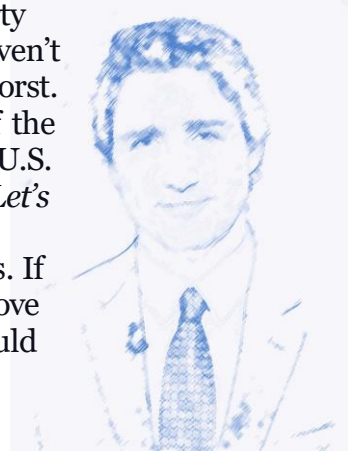 ty
ven't
orst.
f the
U.S.
Let's
s. If
ove
uld